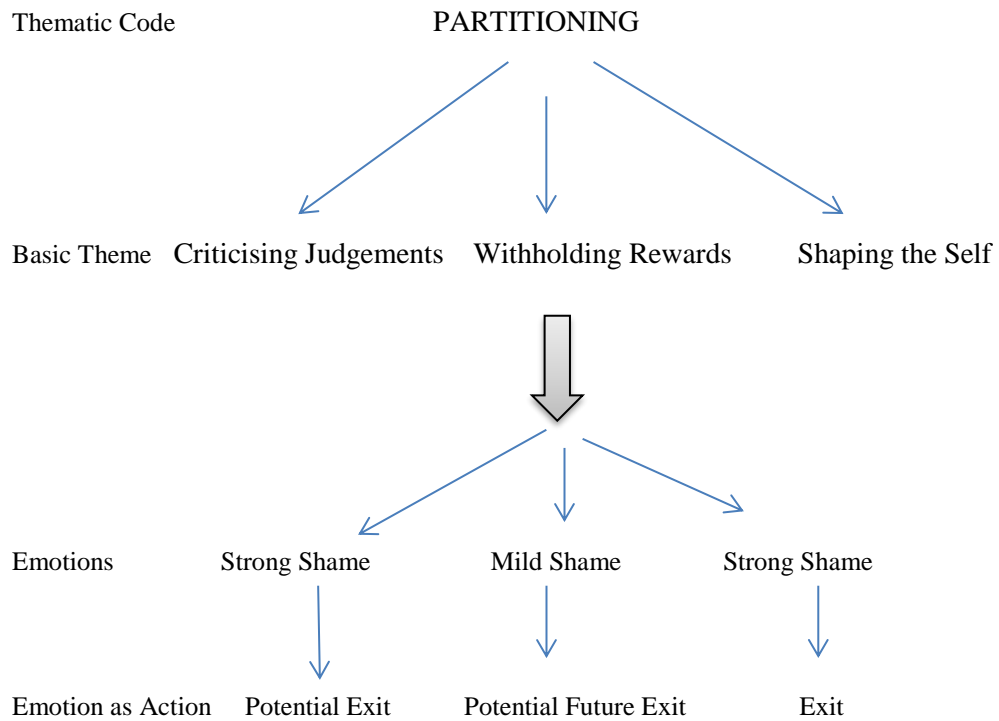 Thematic Code PARTITIONING
Basic Theme Criticising Judgements Withholding Rewards Shaping the Self
Emotions Strong Shame Mild Shame Strong Shame
Emotion as Action Potential Exit Potential Future Exit Exit